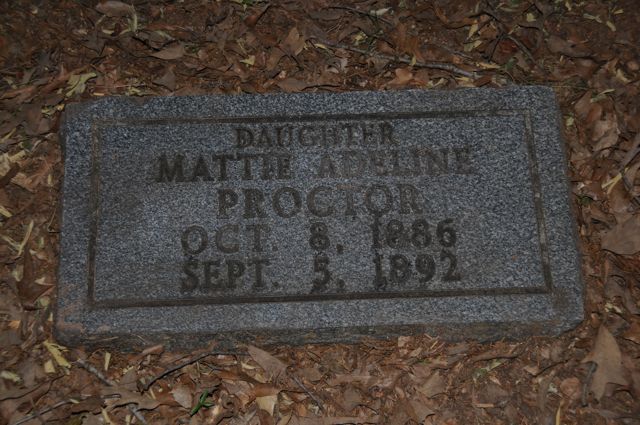 DAUGHTER
MATTIE ADELINE
PROCTOR
OCT. 8, 1886
SEPT. 5, 1892